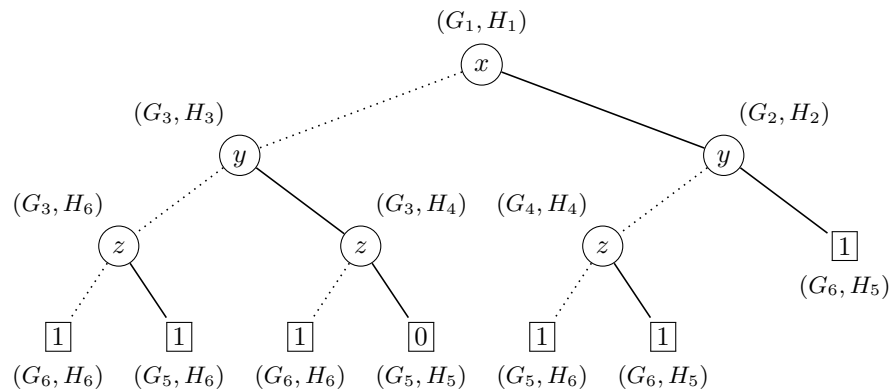 (G₁, H₁)
x
(G₃, H₃)
(G₂, H₂)
y
y
(G₃, H₆)
(G₃, H₄)
(G₄, H₄)
z
z
z
1
(G₆, H₅)
1
1
1
0
1
1
(G₆, H₆)
(G₅, H₆)
(G₆, H₆)
(G₅, H₅)
(G₅, H₆)
(G₆, H₅)